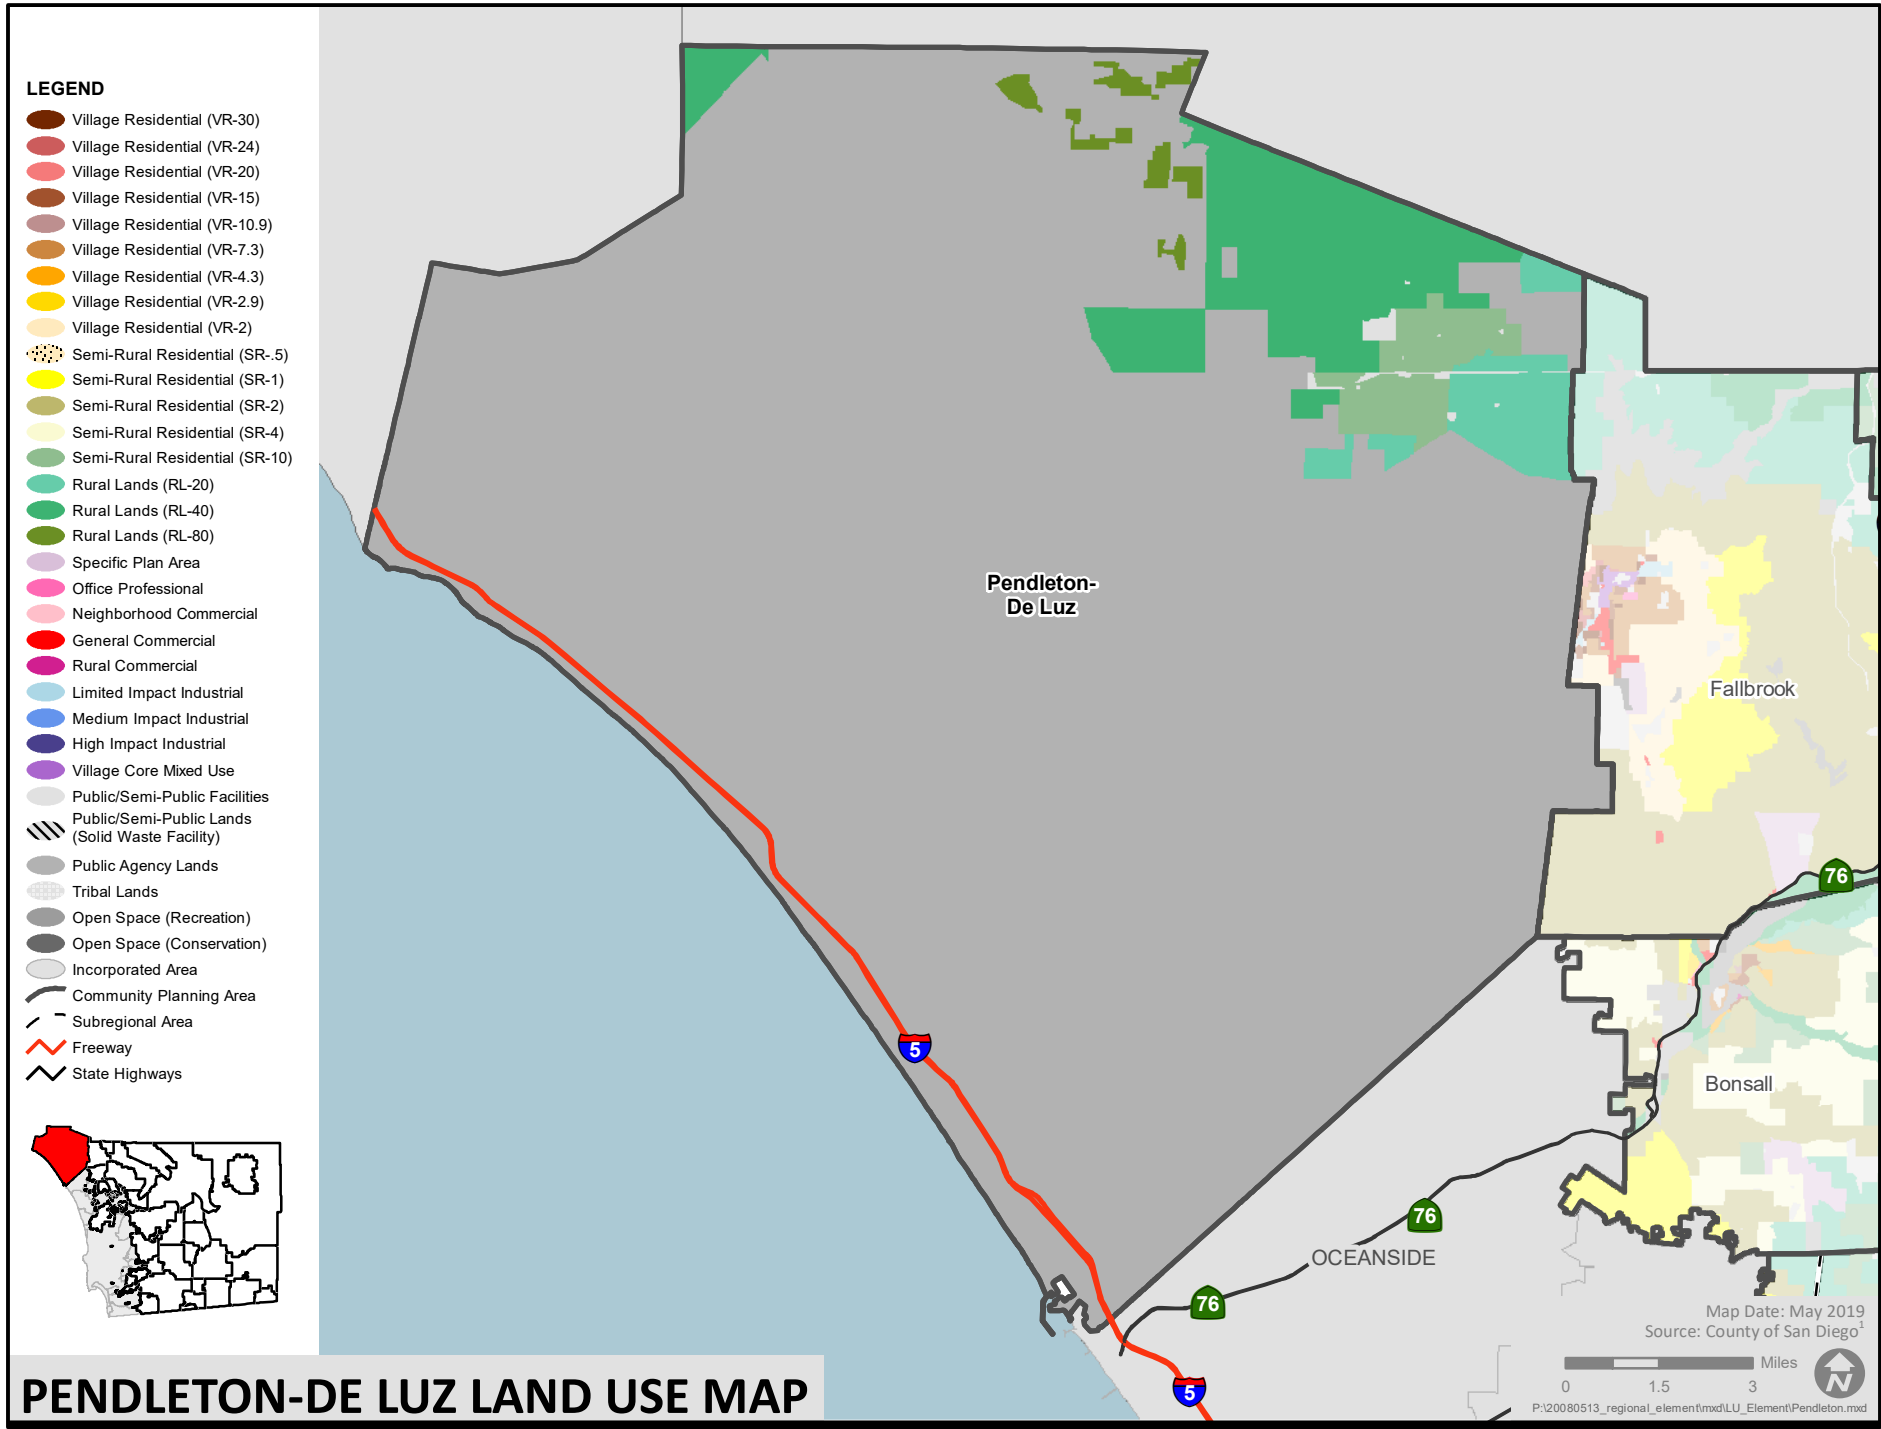 LEGEND
Village Residential (VR-30)
Village Residential (VR-24)
Village Residential (VR-20)
Village Residential (VR-15)
Village Residential (VR-10.9)
Village Residential (VR-7.3)
Village Residential (VR-4.3)
Village Residential (VR-2.9)
Village Residential (VR-2)
Semi-Rural Residential (SR-.5)
Semi-Rural Residential (SR-1)
Semi-Rural Residential (SR-2)
Semi-Rural Residential (SR-4)
Semi-Rural Residential (SR-10)
Rural Lands (RL-20)
Rural Lands (RL-40)
Rural Lands (RL-80)
Specific Plan Area
Office Professional
Neighborhood Commercial
General Commercial
Rural Commercial
Limited Impact Industrial
Medium Impact Industrial
High Impact Industrial
Village Core Mixed Use
Public/Semi-Public Facilities
Public/Semi-Public Lands
(Solid Waste Facility)
Public Agency Lands
Tribal Lands
Open Space (Recreation)
Open Space (Conservation)
Incorporated Area
Community Planning Area
Subregional Area
Freeway
State Highways
Pendleton-
De Luz
Fallbrook
76
5
Bonsall
76
OCEANSIDE
76
5
Map Date: May 2019
Source: County of San Diego1
Miles
0 1.5 3
N
P:\20080513_regional_element\mxd\LU_Element\Pendleton.mxd
PENDLETON-DE LUZ LAND USE MAP